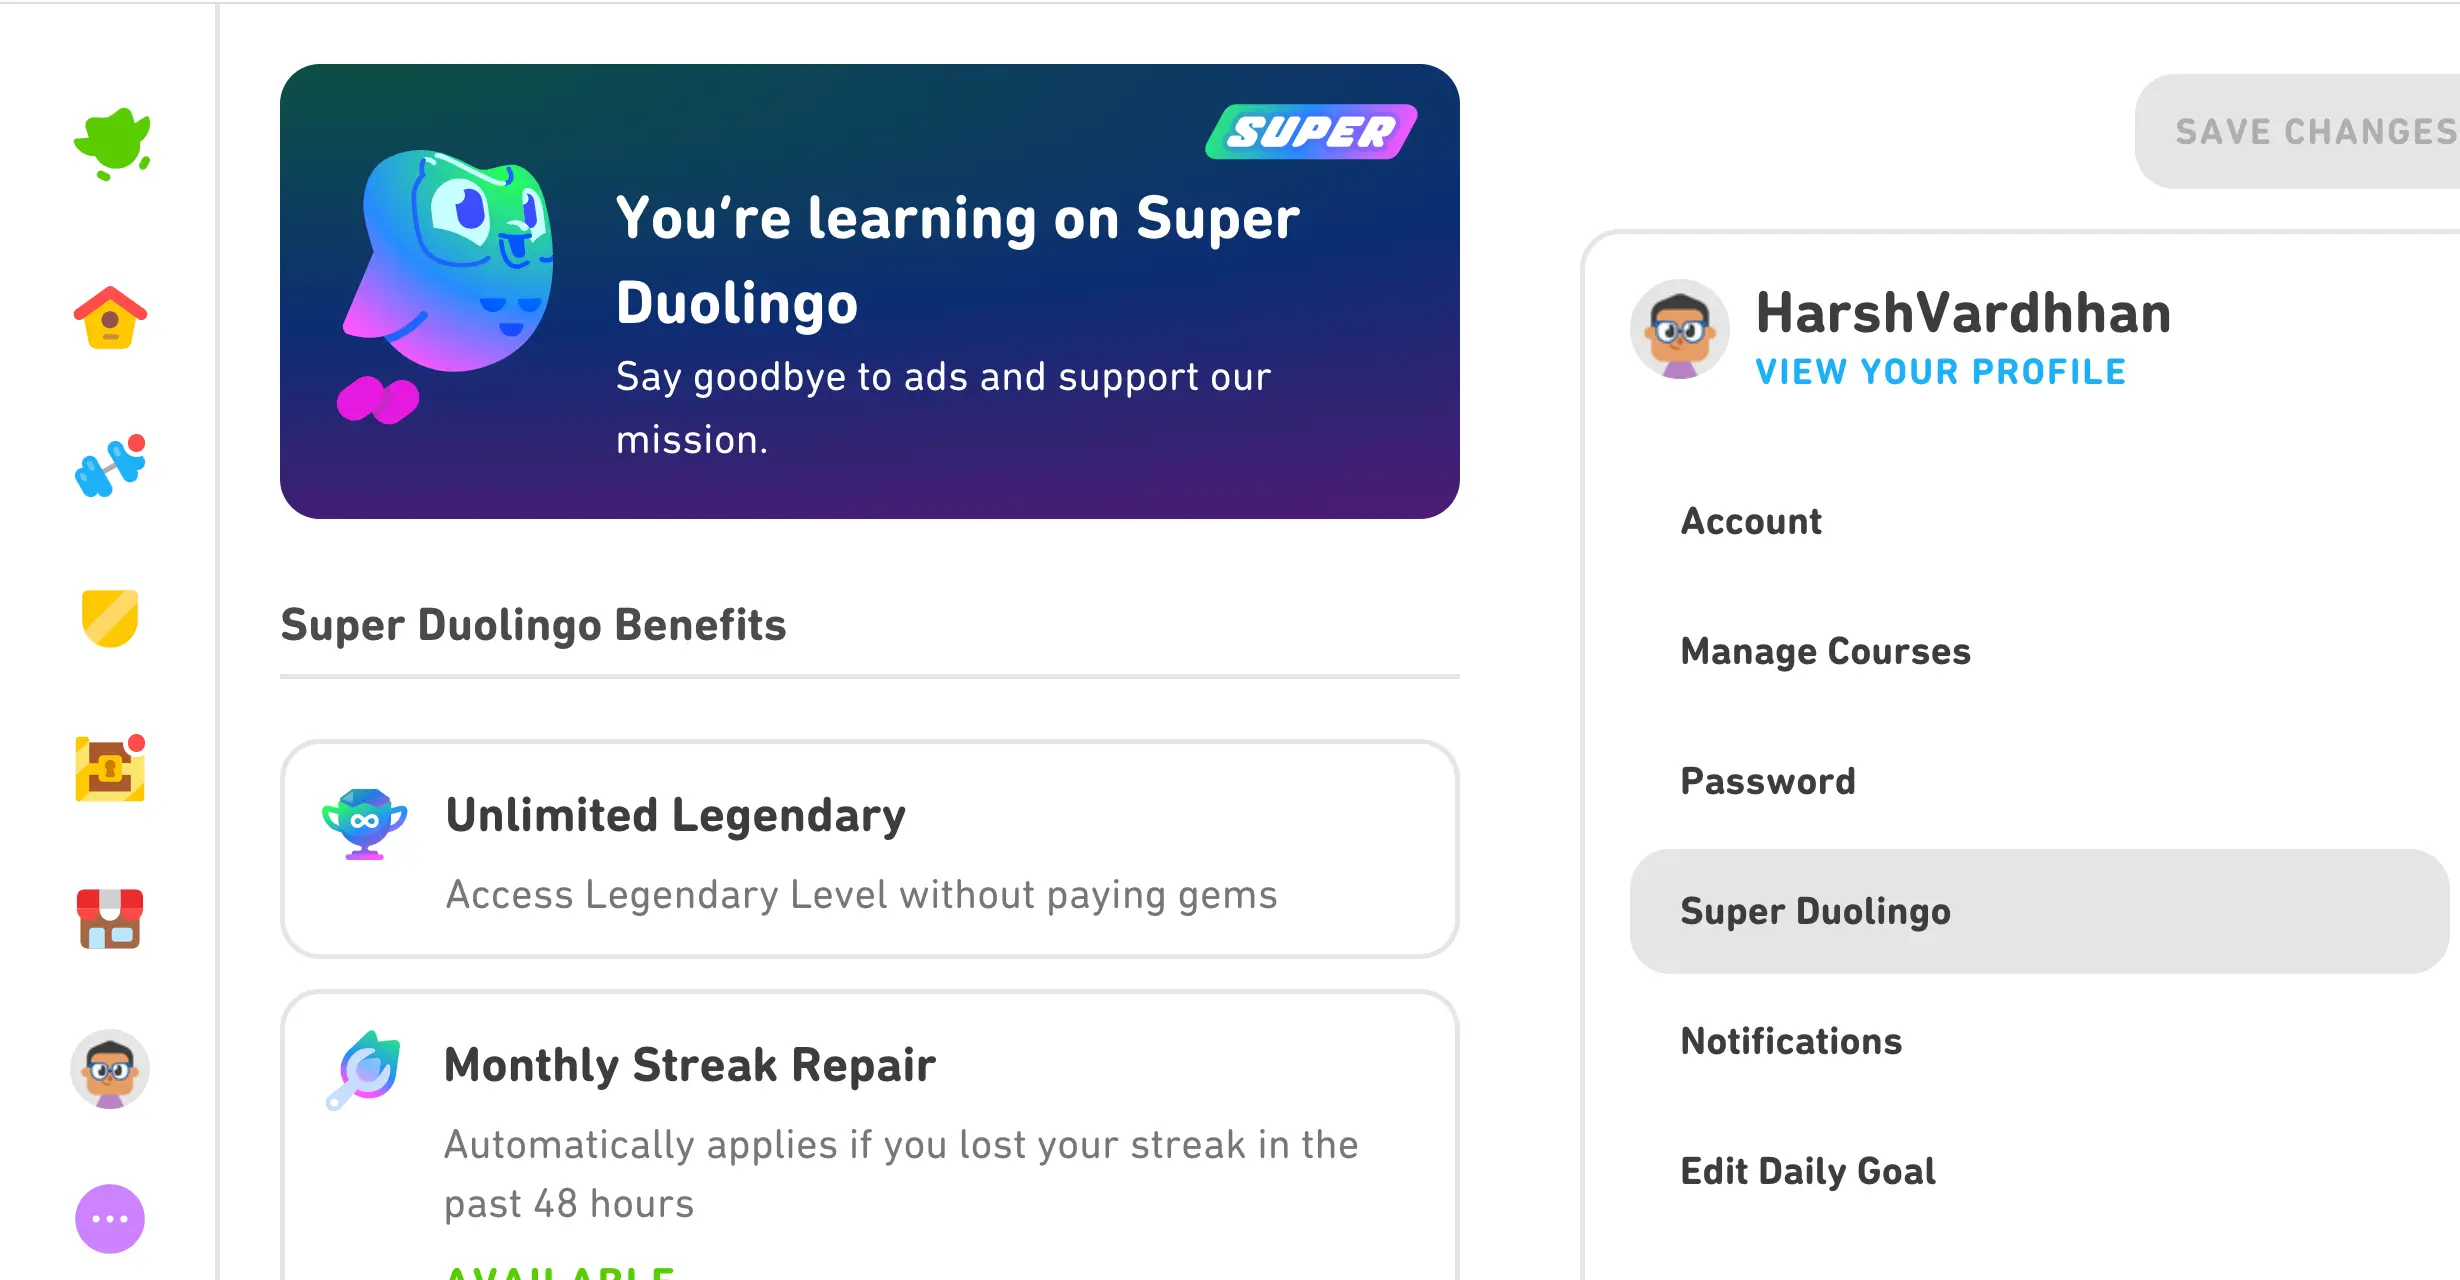 SUPER
You're learning on Super
Duolingo
Say goodbye to ads and support our
mission.
Super Duolingo Benefits
Unlimited Legendary
Access Legendary Level without paying gems
Monthly Streak Repair
Automatically applies if you lost your streak in the
past 48 hours
AVAILABLE
SAVE CHANGES
HarshVardhhan
VIEW YOUR PROFILE
Account
Manage Courses
Password
Super Duolingo
Notifications
Edit Daily Goal